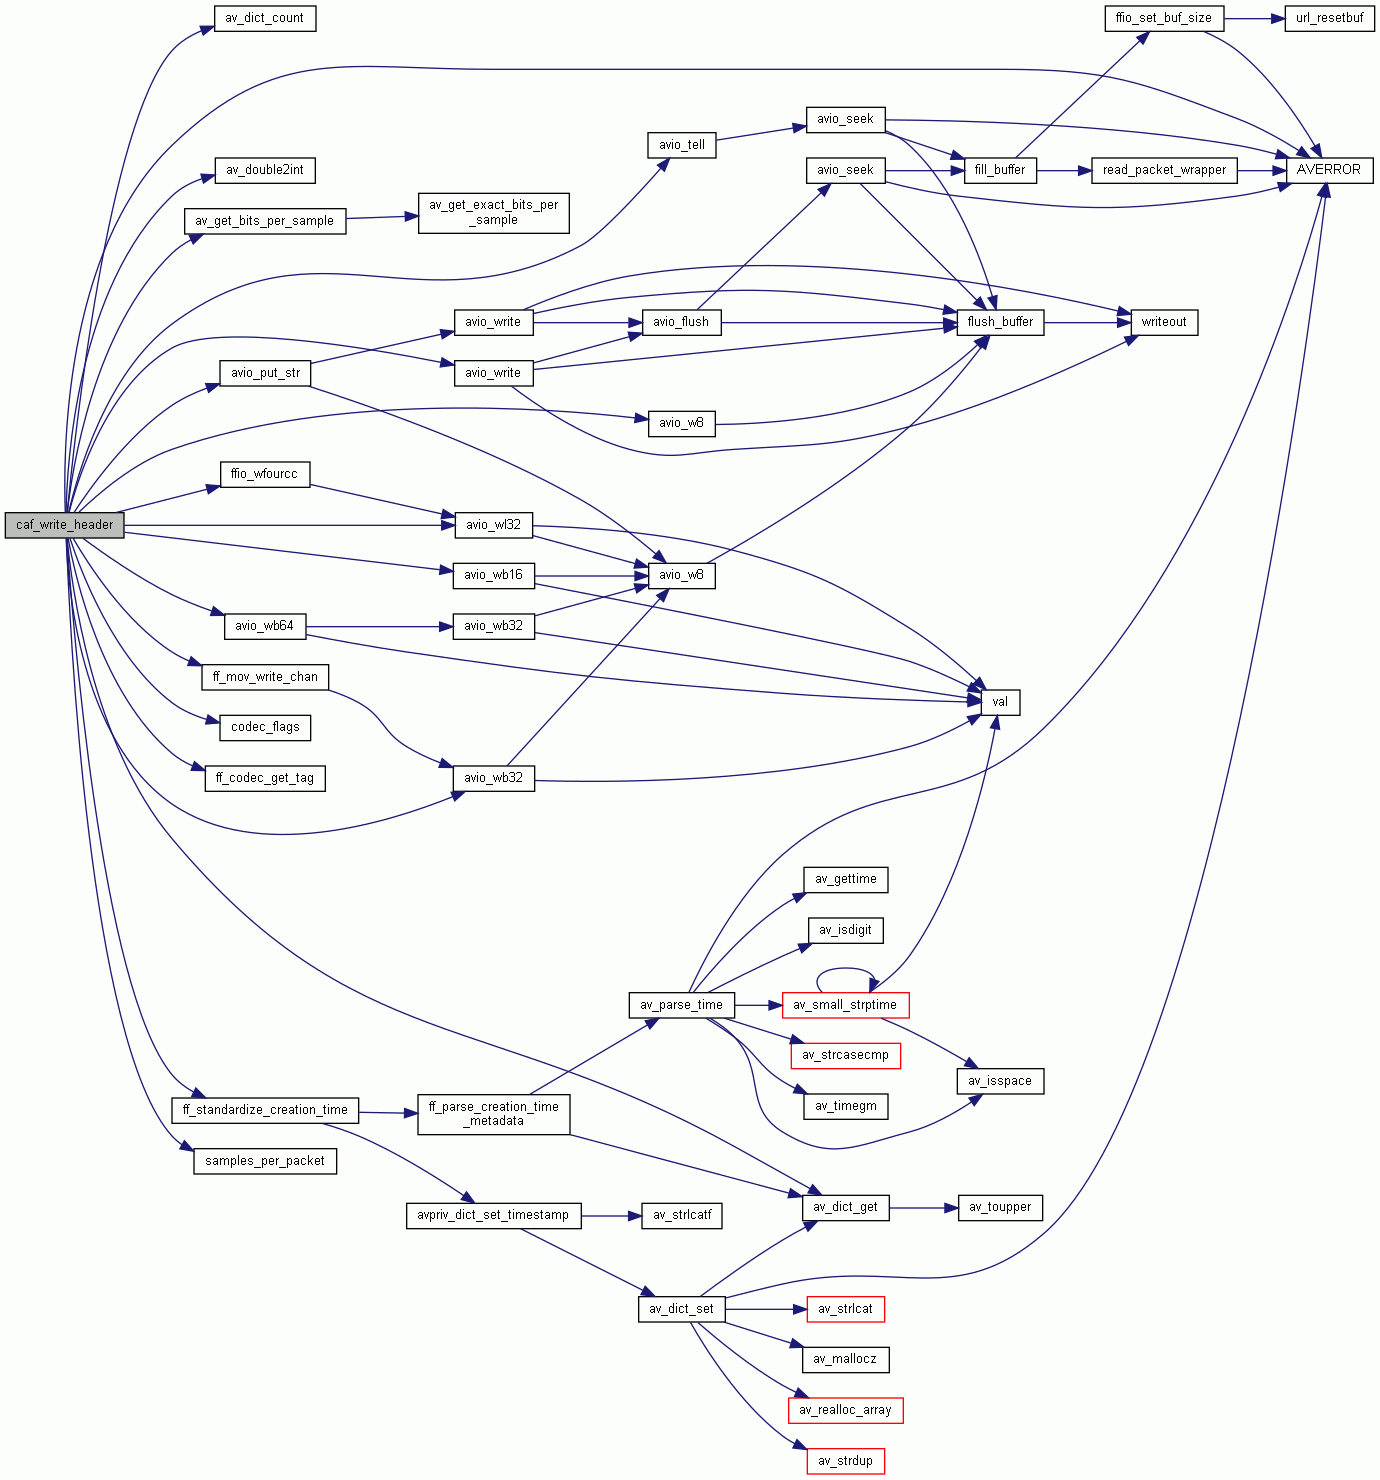 av_dict_count
ffio_set_buf_size
url_resetbuf
avio_seek
avio_tell
av_double2int
avio_seek
fill_buffer
read_packet_wrapper
AVERROR
av_get_bits_per_sample
av_get_exact_bits_per
_sample
avio_write
avio_flush
flush_buffer
writeout
avio_put_str
avio_write
avio_w8
ffio_wfourcc
caf_write_header
avio_wl32
avio_wb16
avio_w8
avio_wb64
avio_wb32
ff_mov_write_chan
val
codec_flags
ff_codec_get_tag
avio_wb32
av_gettime
av_isdigit
av_parse_time
av_small_strptime
av_strcasecmp
av_isspace
av_timegm
ff_standardize_creation_time
ff_parse_creation_time
_metadata
samples_per_packet
avpriv_dict_set_timestamp
av_strlcatf
av_dict_get
av_toupper
av_dict_set
av_strlcat
av_mallocz
av_realloc_array
av_strdup